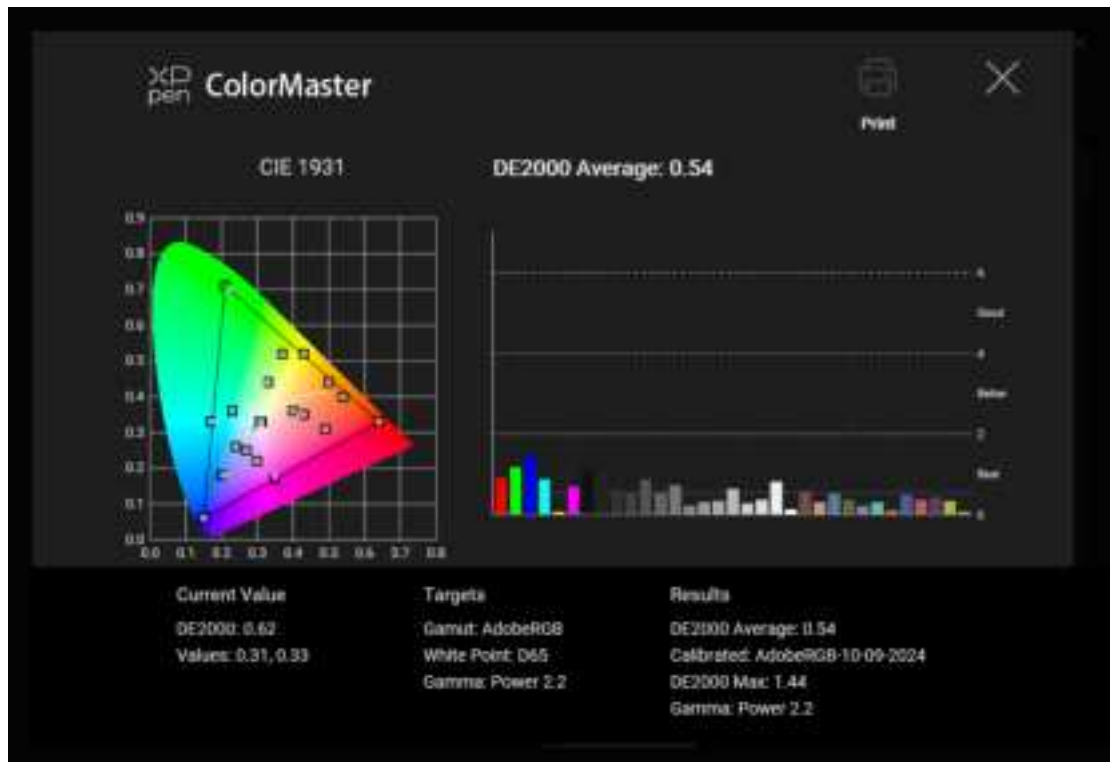 XP
pen ColorMaster
Print
CIE 1931
DE2000 Average: 0.54
0.9
0.8
0.7
0.6
0.5
0.4
0.3
0.2
0.1
0.0
0.0 0.1 0.2 0.3 0.4 0.5 0.6 0.7 0.8
6
Good
4
Better
2
Best
0
Current Value
DE2000: 0.62
Values: 0.31, 0.33
Targets
Gamut: AdobeRGB
White Point: D65
Gamma: Power 2.2
Results
DE2000 Average: 0.54
Calibrated: AdobeRGB-10-09-2024
DE2000 Max: 1.44
Gamma: Power 2.2